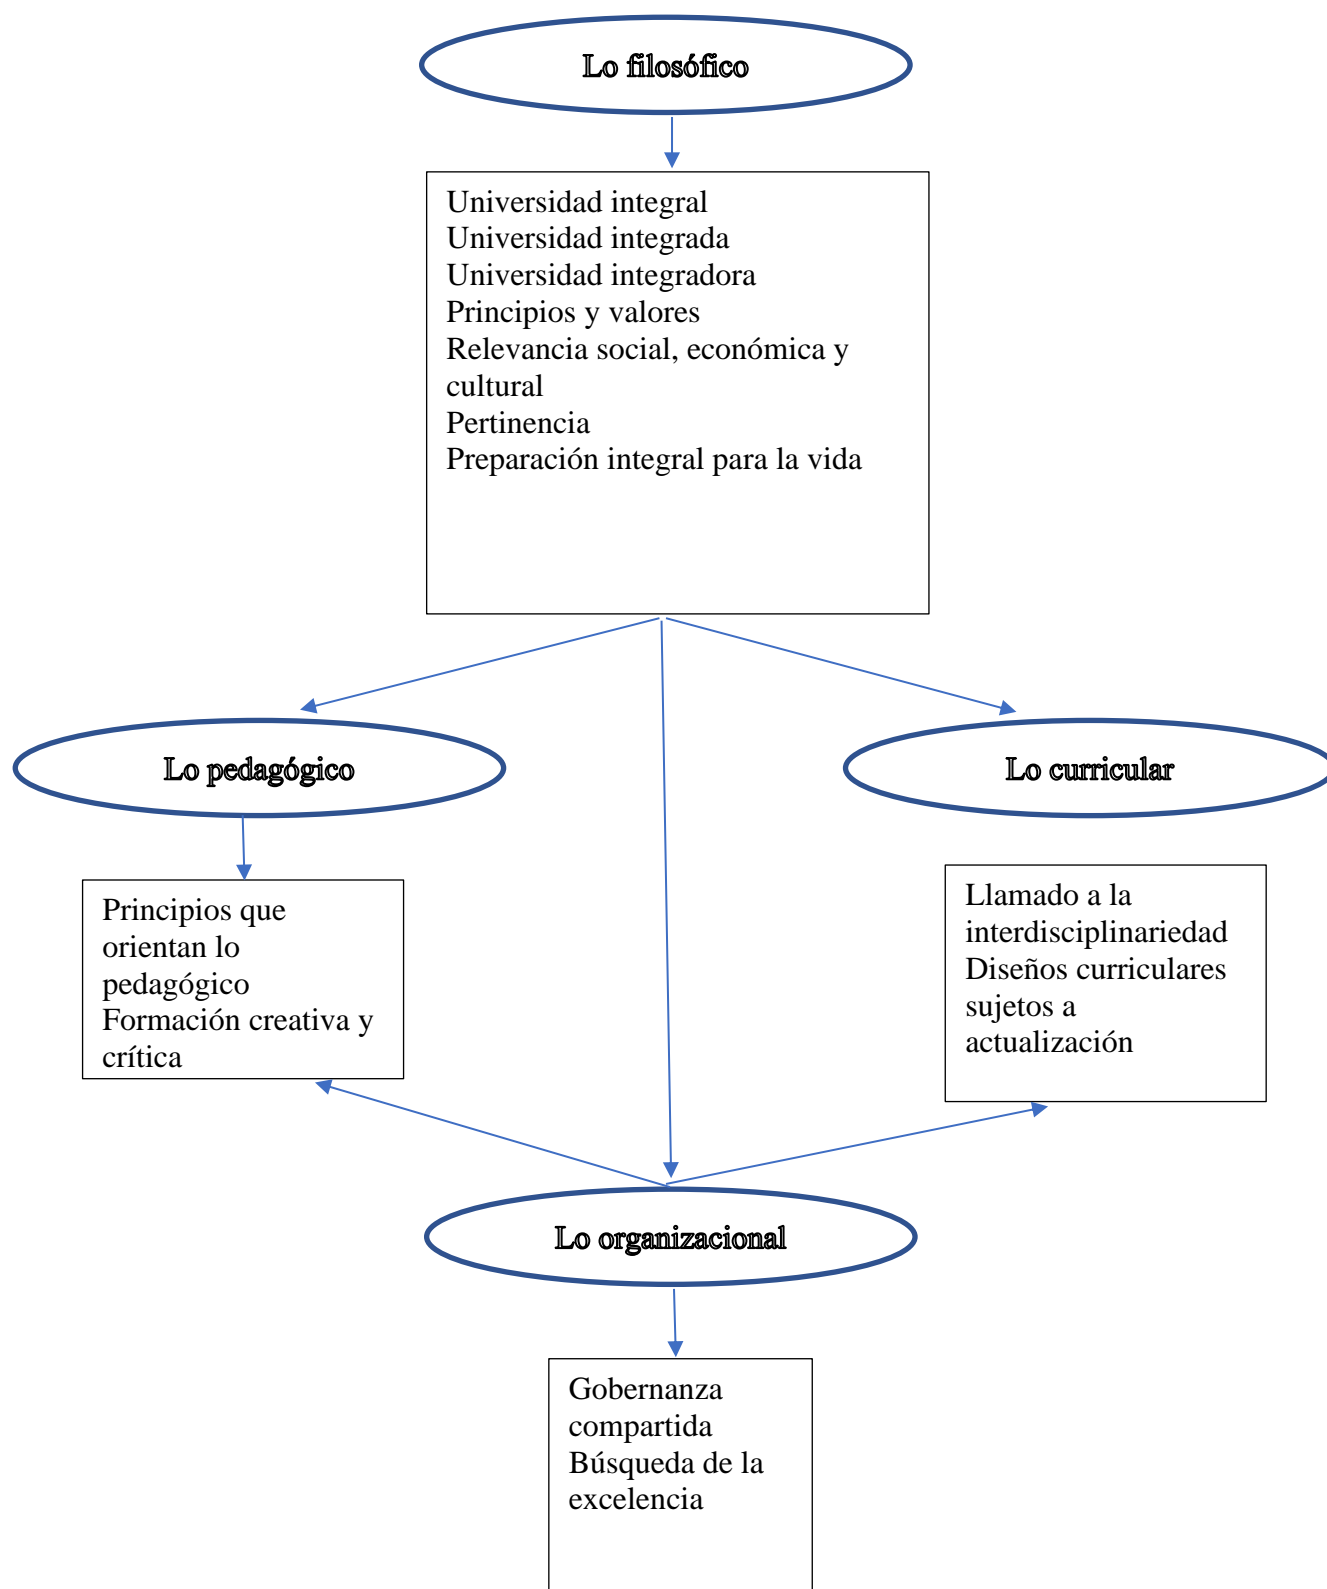 Lo filosófico
Universidad integral
Universidad integrada
Universidad integradora
Principios y valores
Relevancia social, económica y
cultural
Pertinencia
Preparación integral para la vida
Lo pedagógico
Lo curricular
Principios que
orientan lo
pedagógico
Formación creativa y
crítica
Llamado a la
interdisciplinariedad
Diseños curriculares
sujetos a
actualización
Lo organizacional
Gobernanza
compartida
Búsqueda de la
excelencia